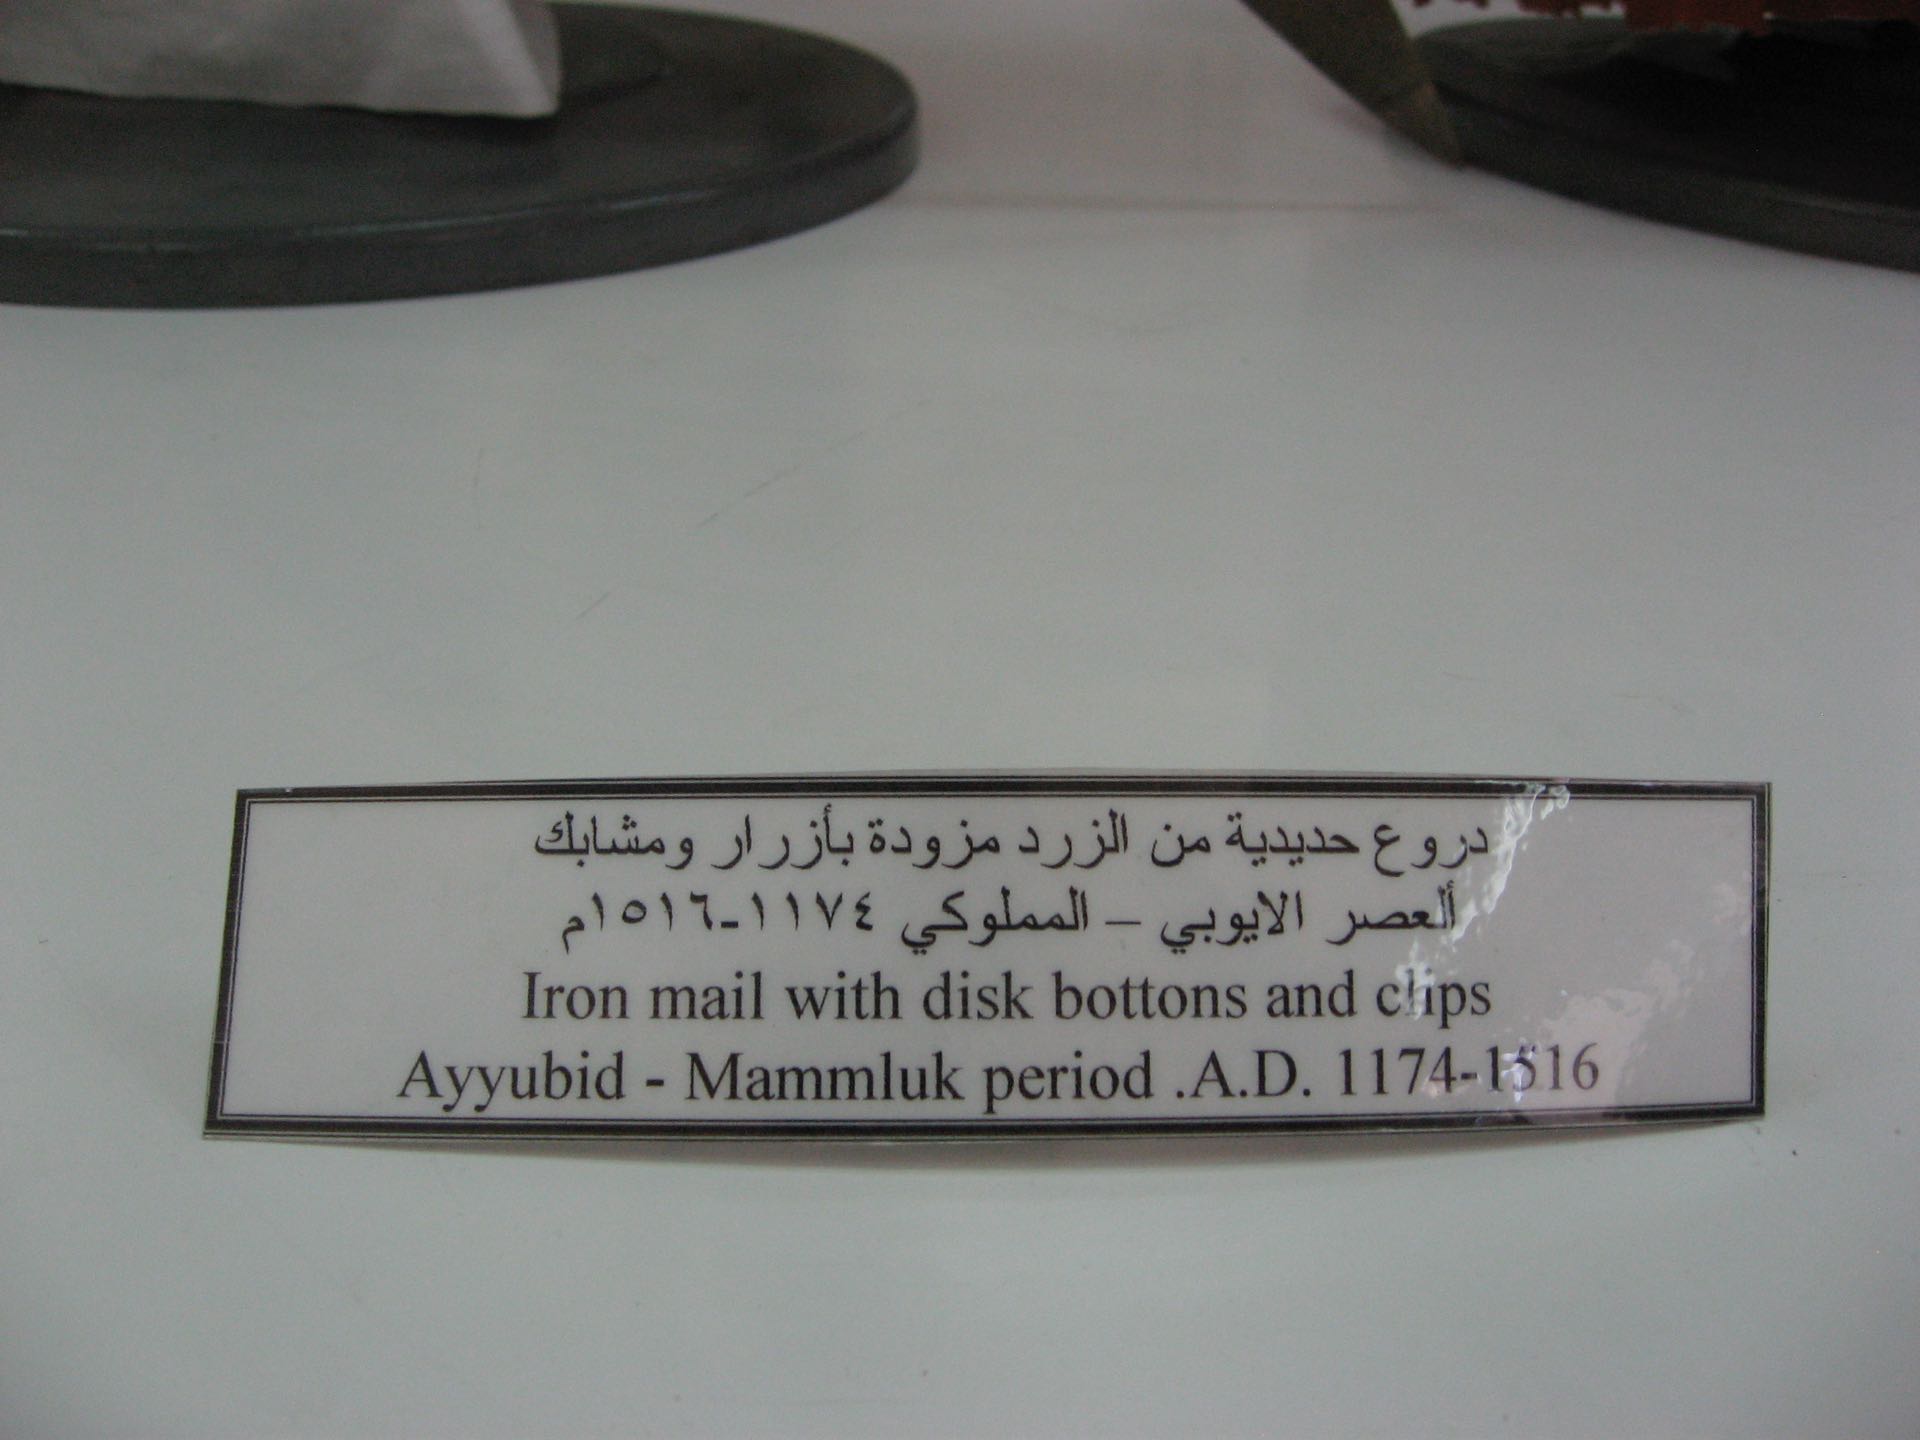 دروع حديدية من الزرد مزودة بأزرار ومشابك
ألعصر الايوبي – المملوكي ١١٧٤-١٥١٦م
Iron mail with disk bottons and clips
Ayyubid - Mammluk period .A.D. 1174-1516